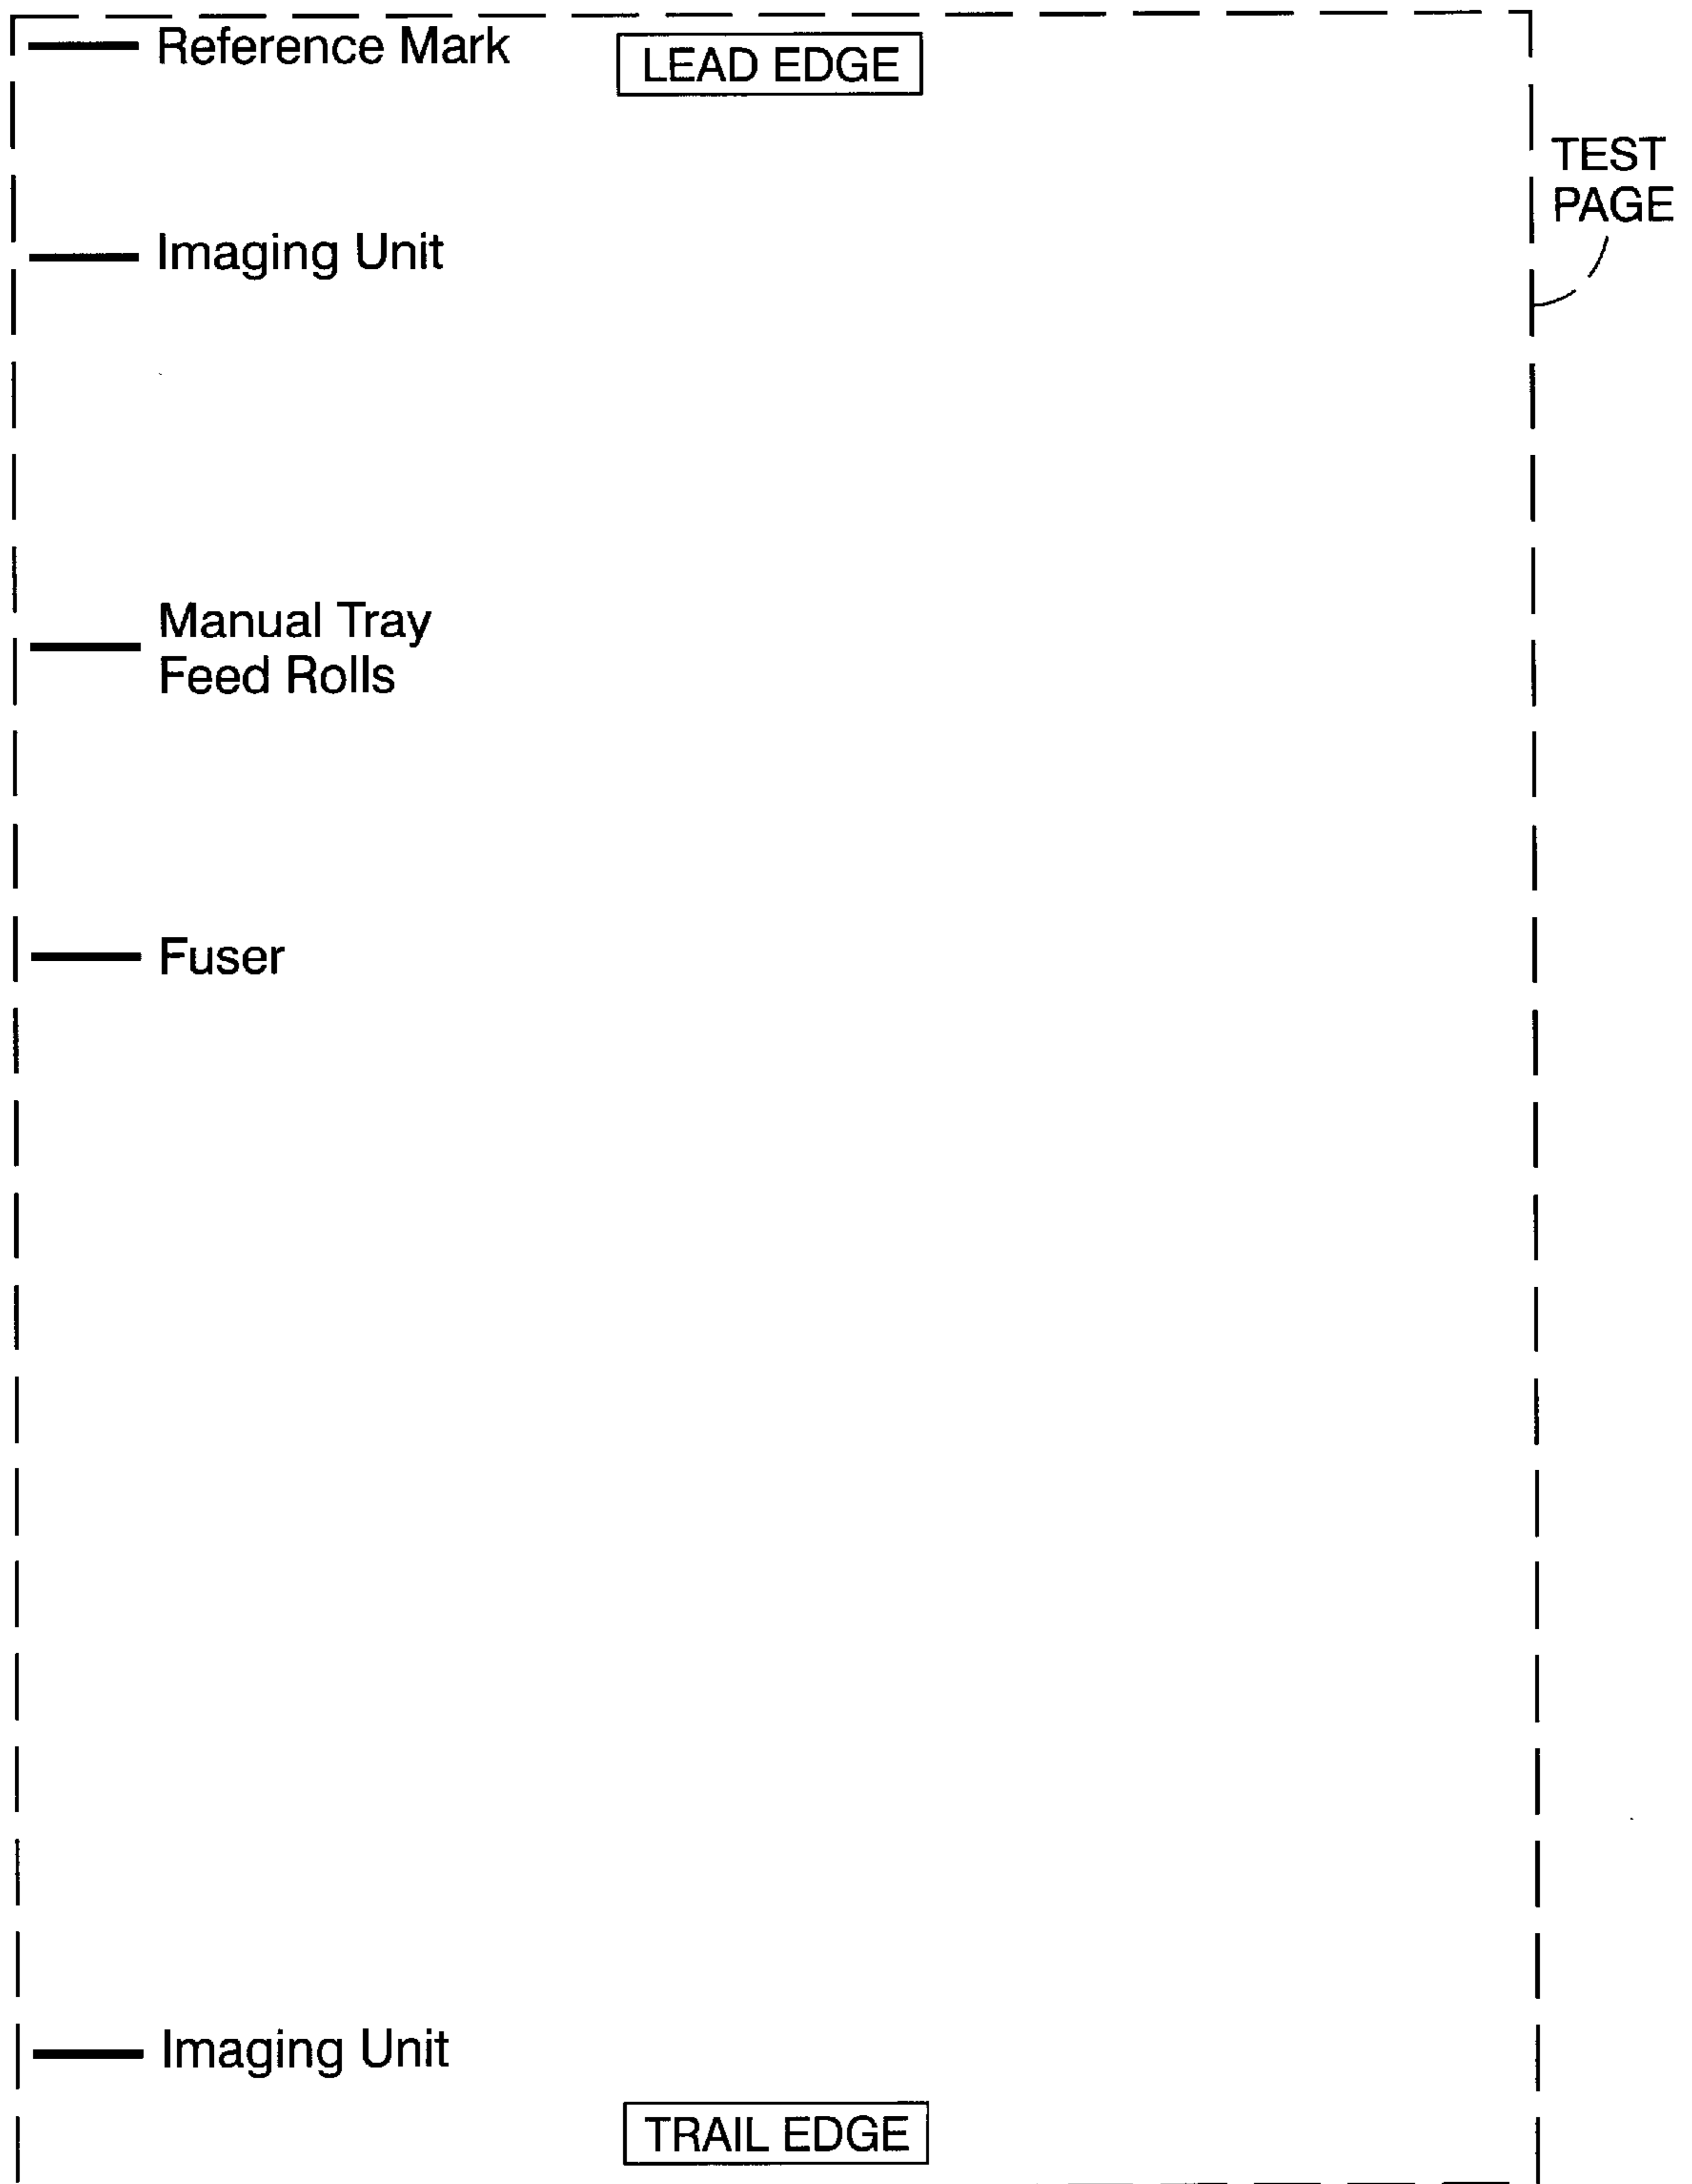 Reference Mark
LEAD EDGE
TEST
PAGE
Imaging Unit
Manual Tray
Feed Rolls
Fuser
Imaging Unit
TRAIL EDGE